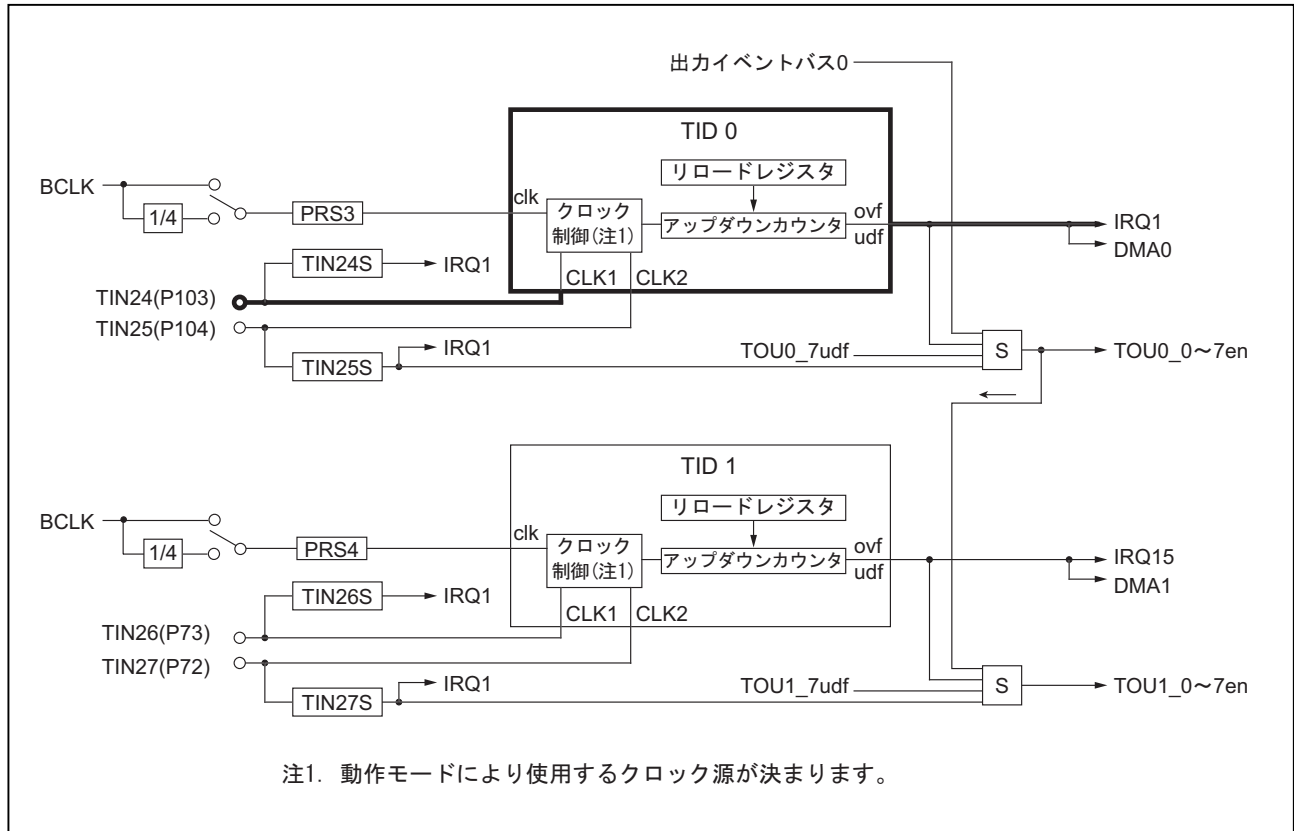 出力イベントバス0
TID 0
リロードレジスタ
BCLK
1/4
PRS3
clk
クロック
制御(注1)
アップダウンカウンタ
ovf
udf
IRQ1
DMA0
TIN24S
IRQ1
CLK1
CLK2
TIN24(P103)
TIN25(P104)
TIN25S
IRQ1
TOU0_7udf
S
TOU0_0〜7en
TID 1
リロードレジスタ
BCLK
1/4
PRS4
clk
クロック
制御(注1)
アップダウンカウンタ
ovf
udf
IRQ15
DMA1
TIN26S
IRQ1
CLK1
CLK2
TIN26(P73)
TIN27(P72)
TIN27S
IRQ1
TOU1_7udf
S
TOU1_0〜7en
注1. 動作モードにより使用するクロック源が決まります。